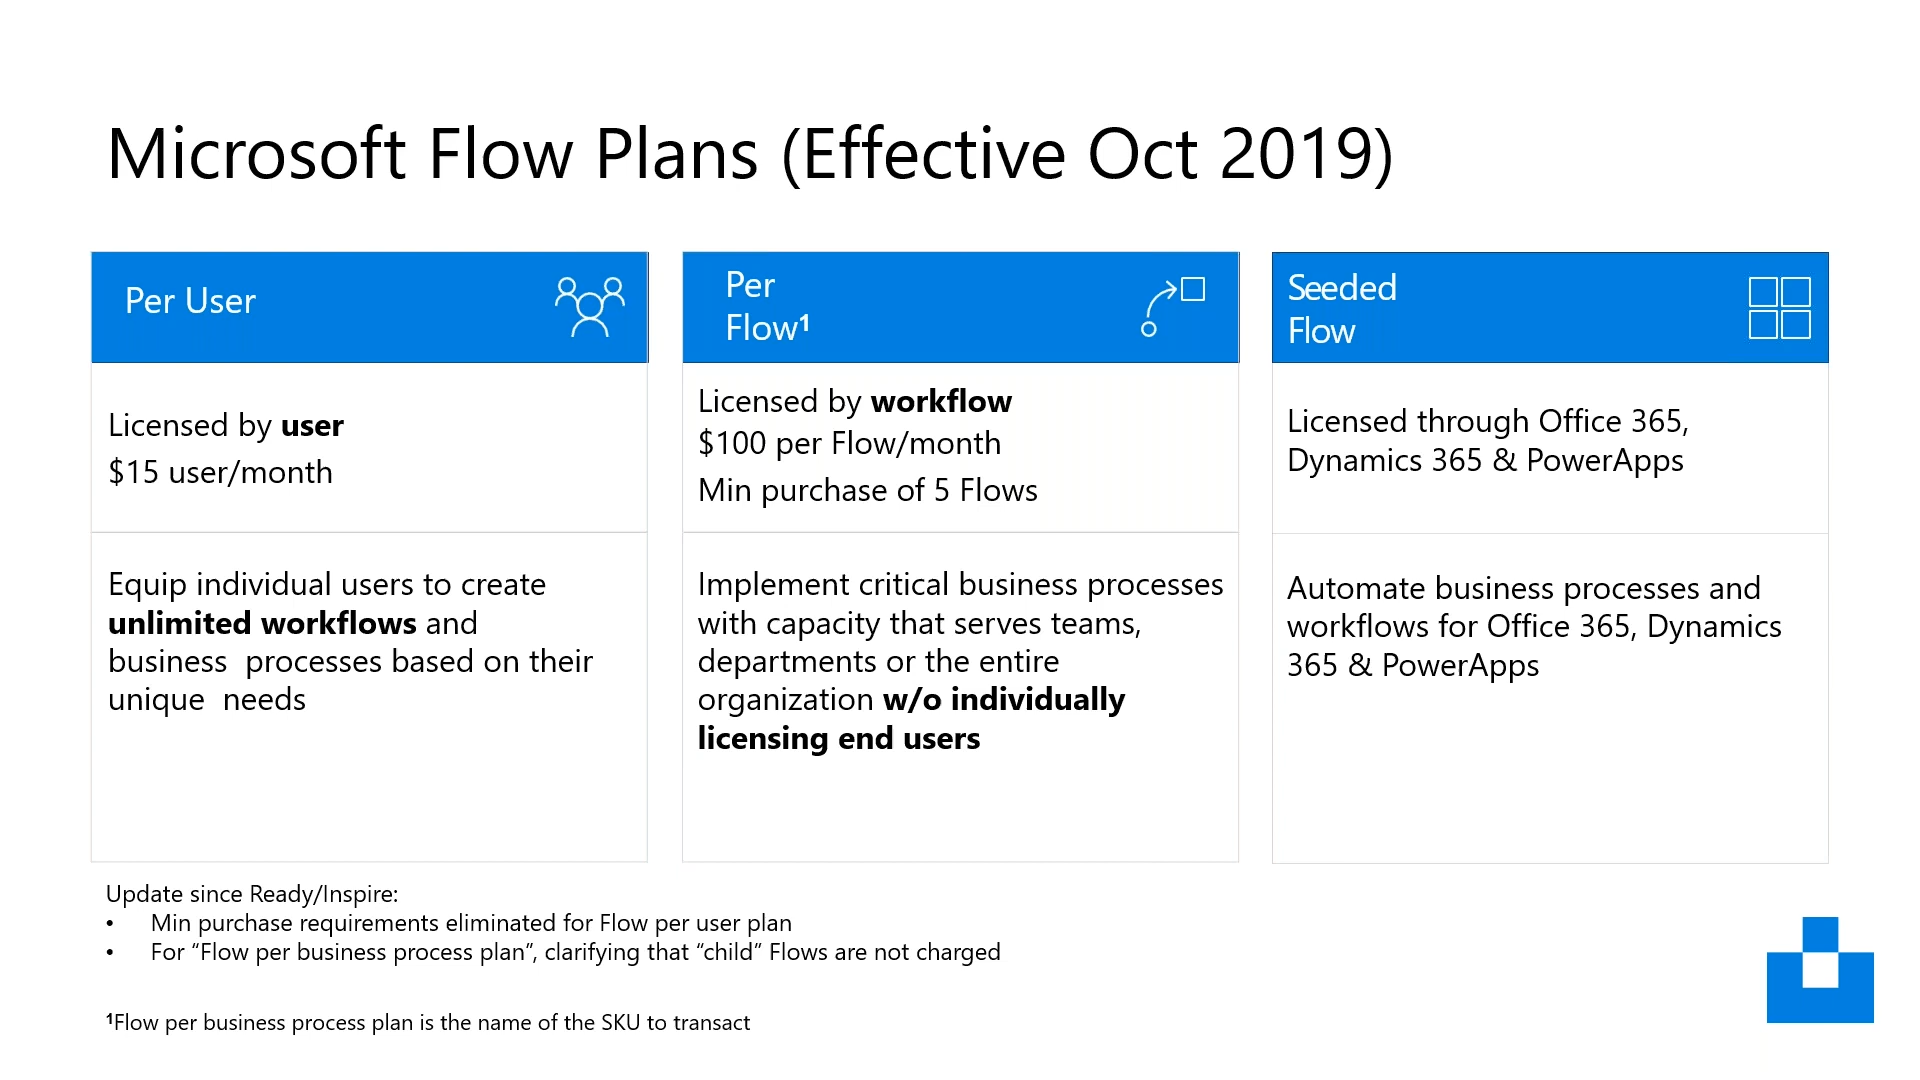 Microsoft Flow Plans (Effective Oct 2019)
Per User
Licensed by user
$15 user/month
Equip individual users to create
unlimited workflows and
business  processes based on their
unique  needs
Per
Flow¹
Licensed by workflow
$100 per Flow/month
Min purchase of 5 Flows
Implement critical business processes
with capacity that serves teams,
departments or the entire
organization w/o individually
licensing end users
Seeded
Flow
Licensed through Office 365,
Dynamics 365 & PowerApps
Automate business processes and
workflows for Office 365, Dynamics
365 & PowerApps
Update since Ready/Inspire:
• Min purchase requirements eliminated for Flow per user plan
• For “Flow per business process plan”, clarifying that “child” Flows are not charged
¹Flow per business process plan is the name of the SKU to transact